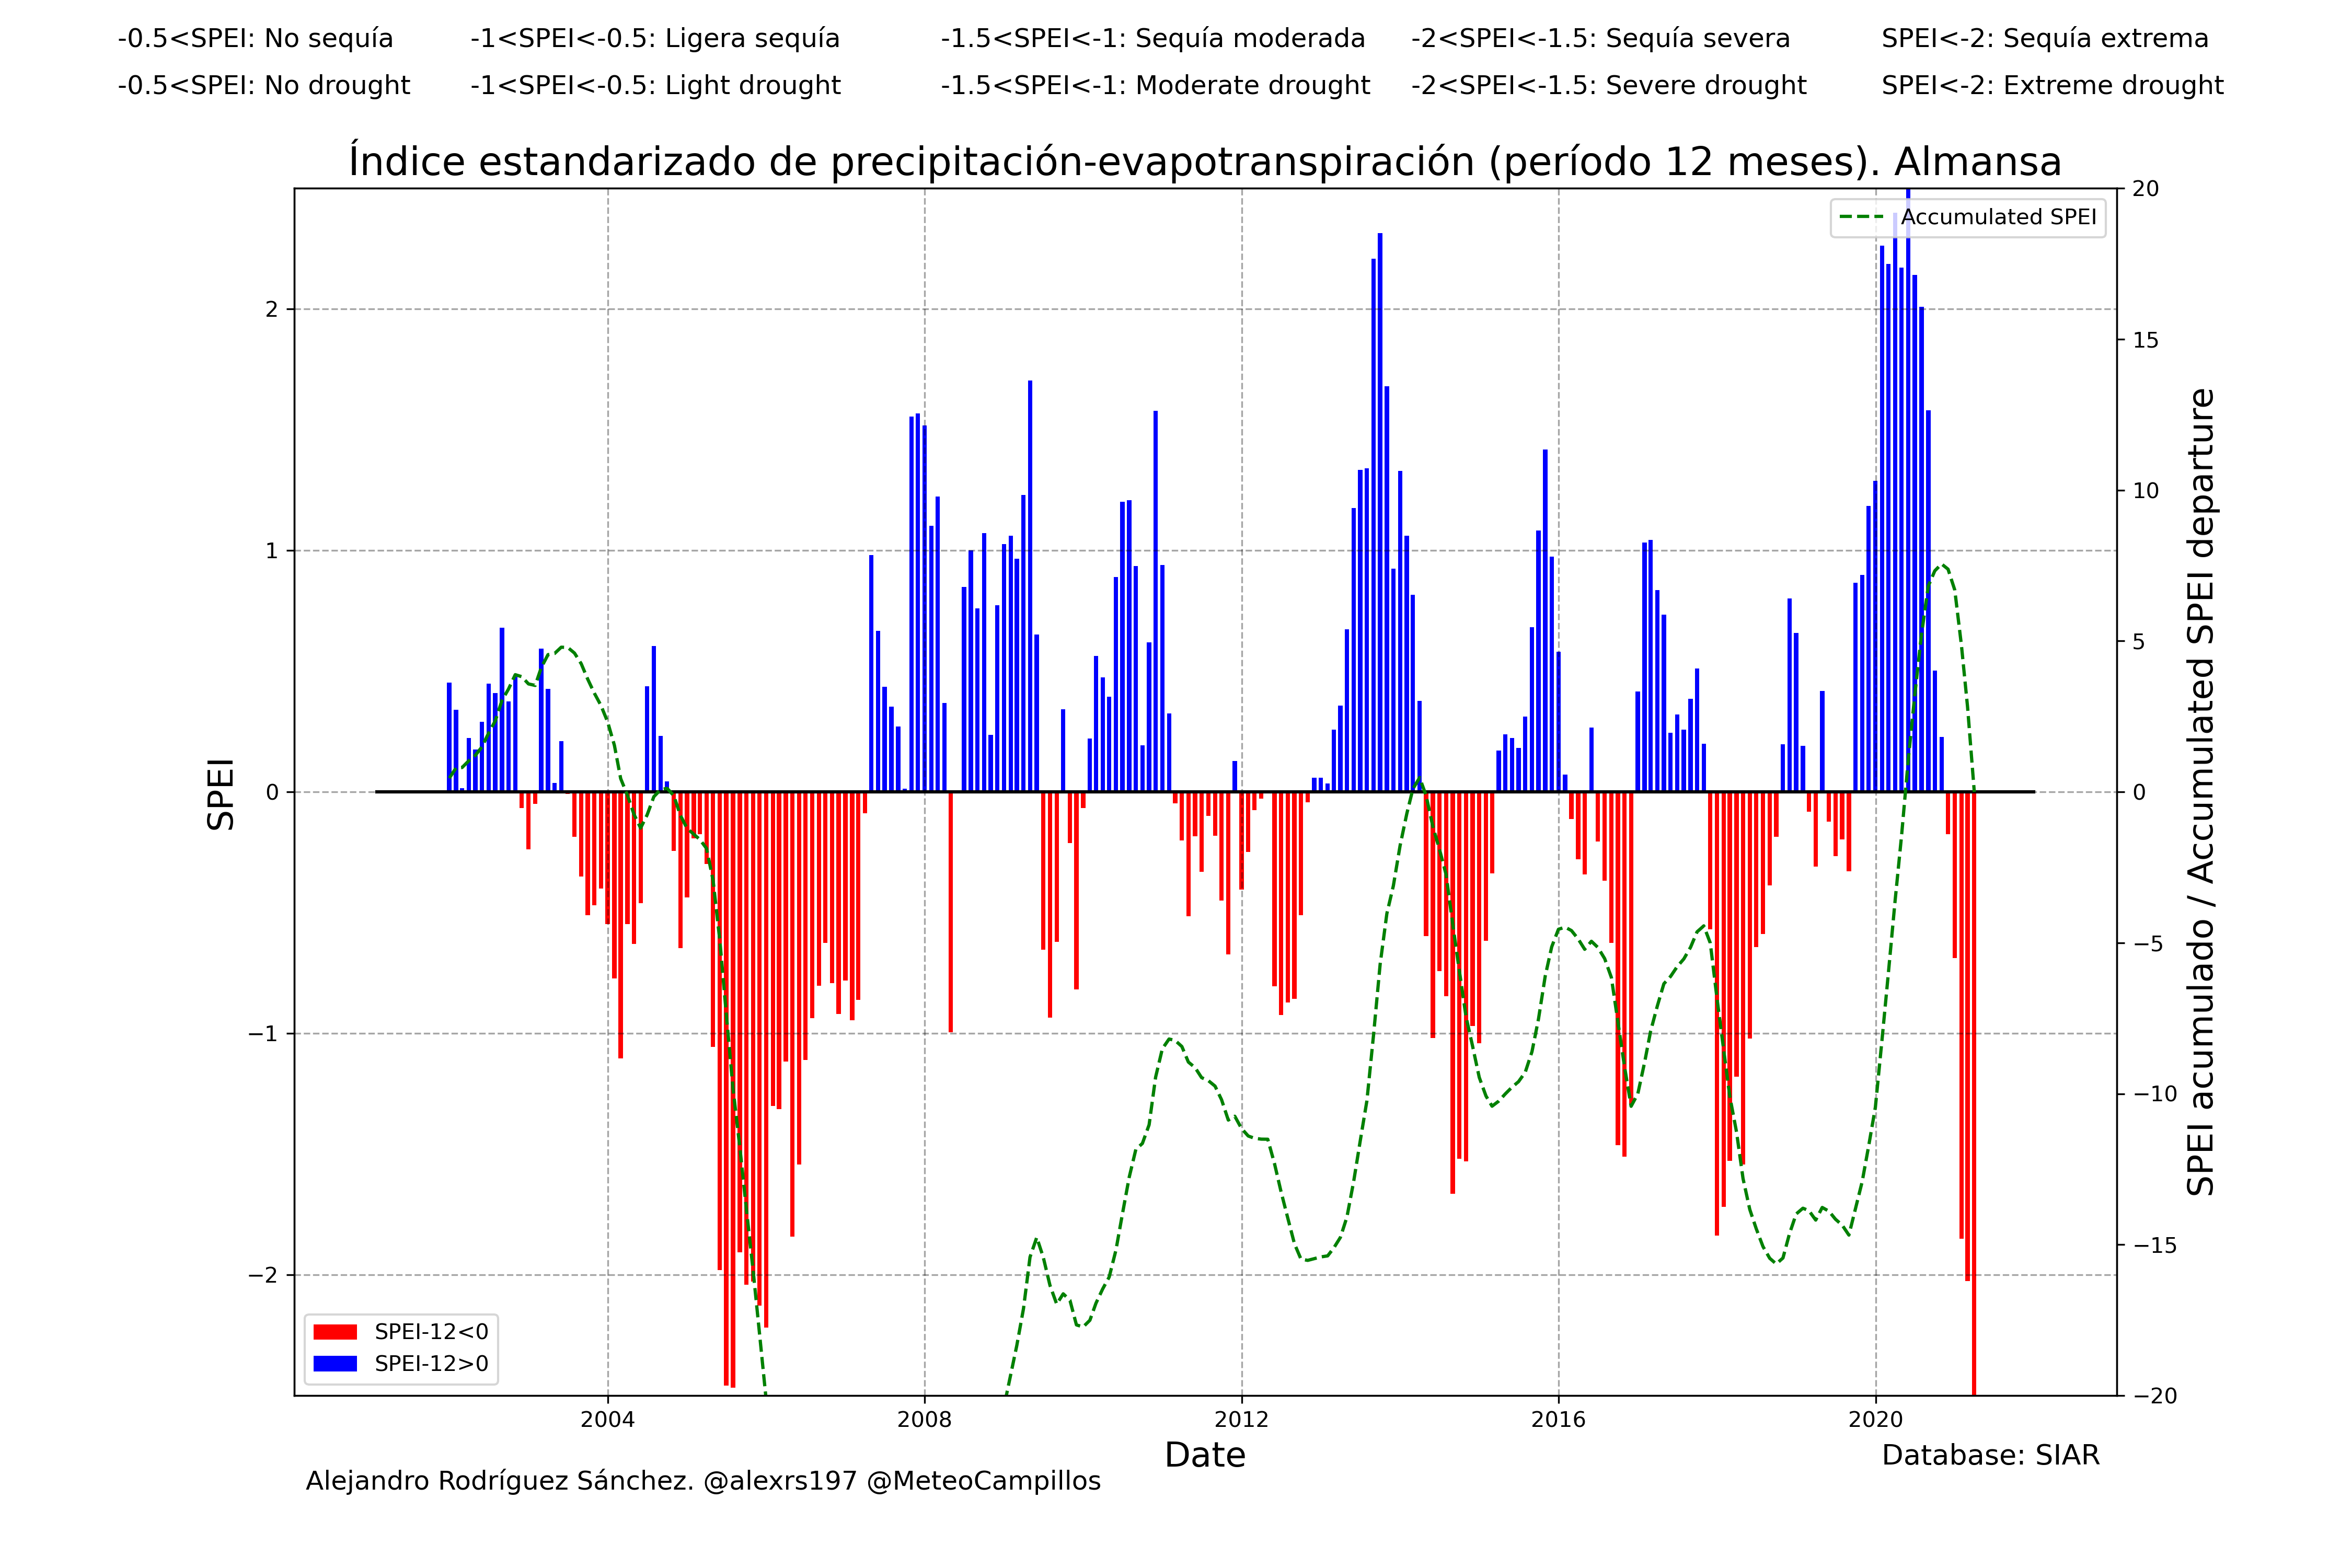 -0.5<SPEI: No sequía -1<SPEI<-0.5: Ligera sequía -1.5<SPEI<-1: Sequía moderada -2<SPEI<-1.5: Sequía severa SPEI<-2: Sequía extrema
-0.5<SPEI: No drought -1<SPEI<-0.5: Light drought -1.5<SPEI<-1: Moderate drought -2<SPEI<-1.5: Severe drought SPEI<-2: Extreme drought
Índice estandarizado de precipitación-evapotranspiración (período 12 meses). Almansa
Accumulated SPEI
SPEI
2
1
0
−1
−2
20
15
10
5
0
−5
−10
−15
−20
SPEI acumulado / Accumulated SPEI departure
SPEI-12<0
SPEI-12>0
2004 2008 2012 2016 2020
Date
Database: SIAR
Alejandro Rodríguez Sánchez. @alexrs197 @MeteoCampillos